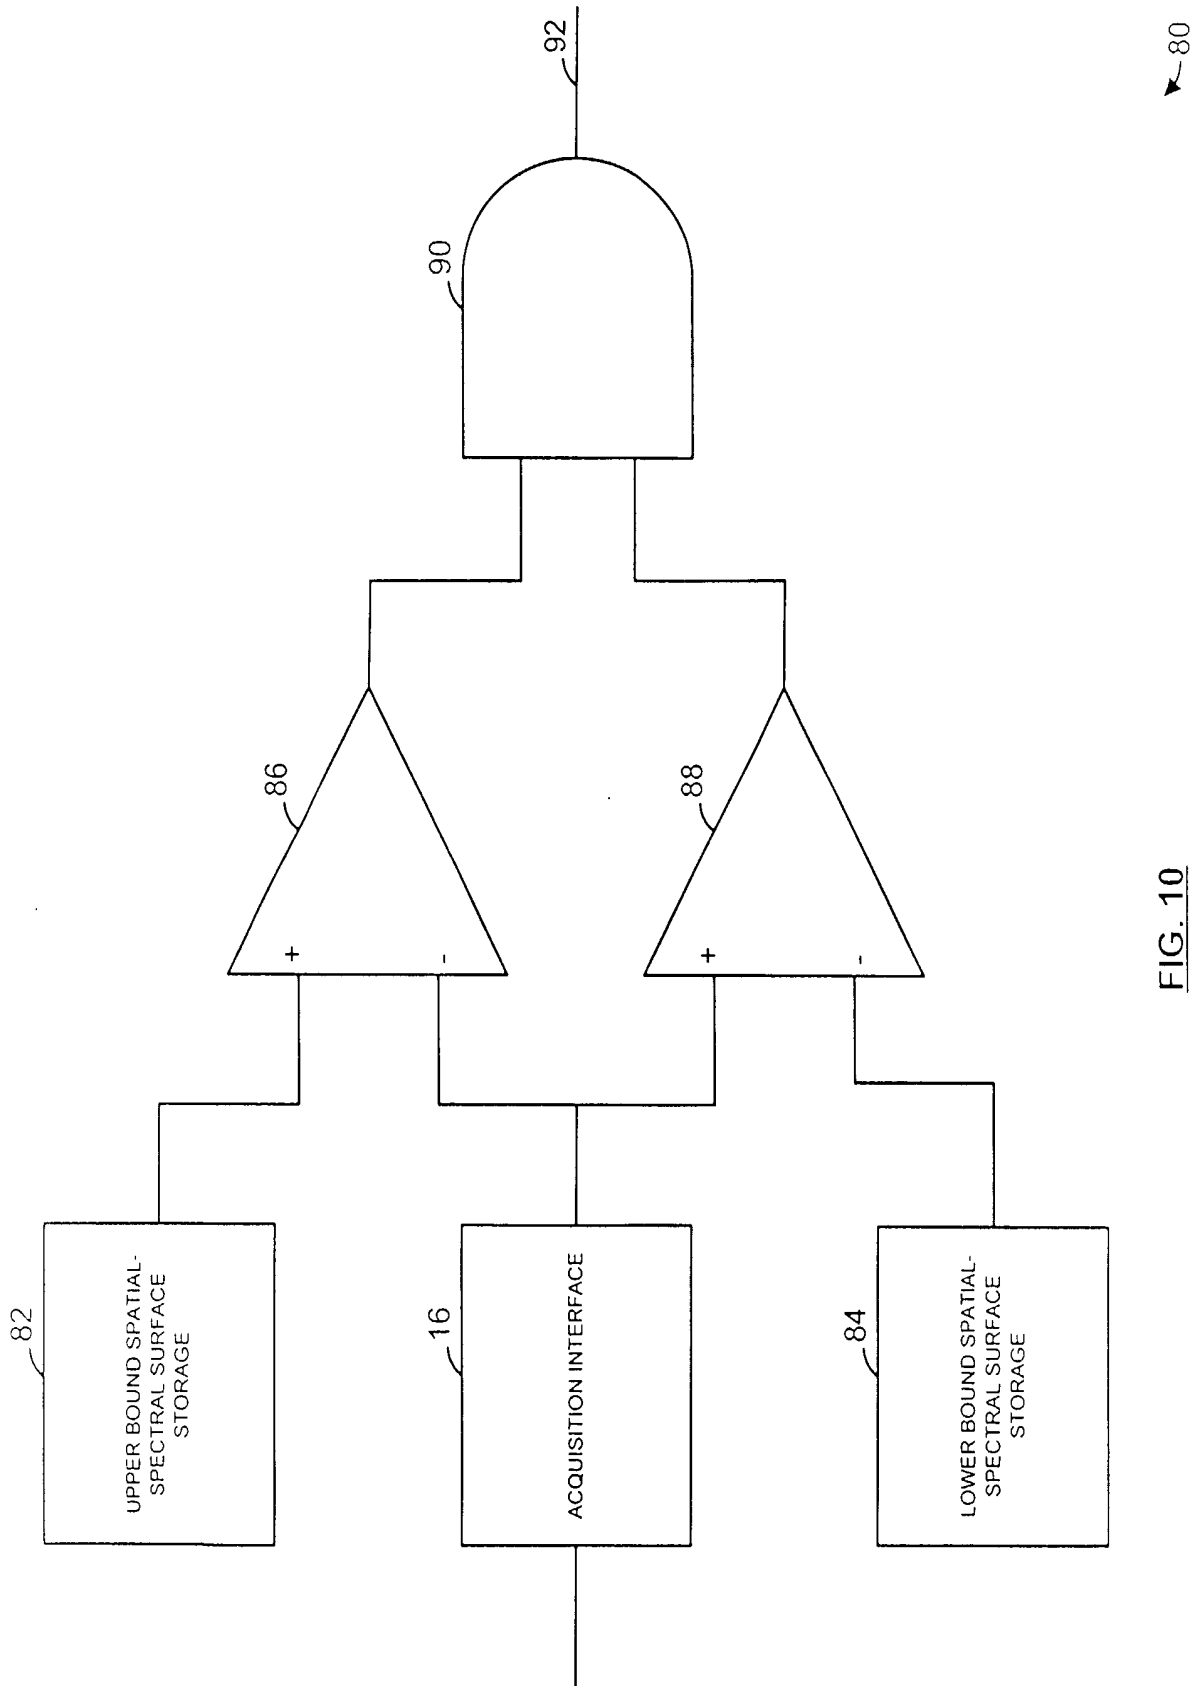 82
UPPER BOUND SPATIAL-
SPECTRAL SURFACE
STORAGE
16
ACQUISITION INTERFACE
84
LOWER BOUND SPATIAL-
SPECTRAL SURFACE
STORAGE
86
+
-
88
+
-
90
92
FIG. 10
80